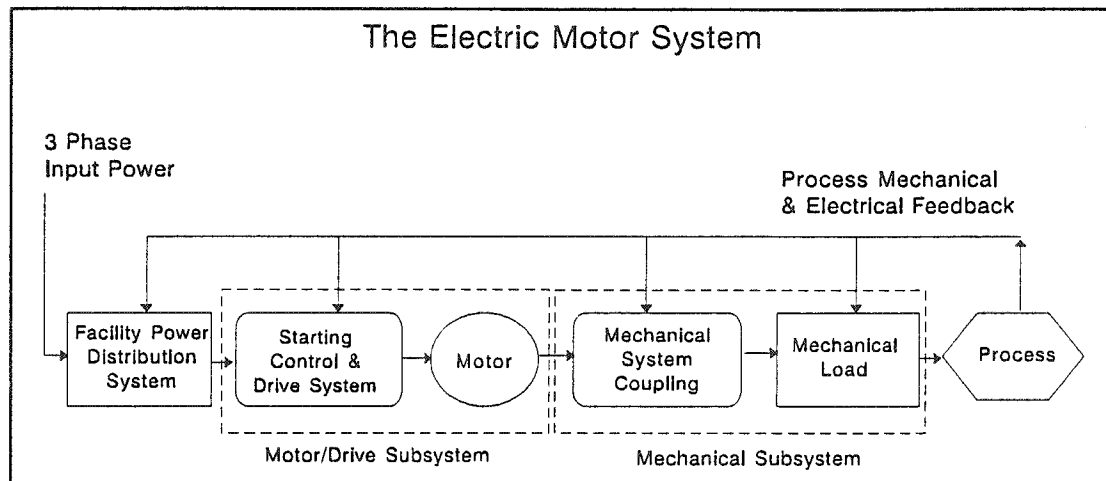 The Electric Motor System
3 Phase
Input Power
Process Mechanical
& Electrical Feedback
Facility Power
Distribution
System
Starting
Control &
Drive System
Motor
Mechanical
System
Coupling
Mechanical
Load
Process
Motor/Drive Subsystem
Mechanical Subsystem